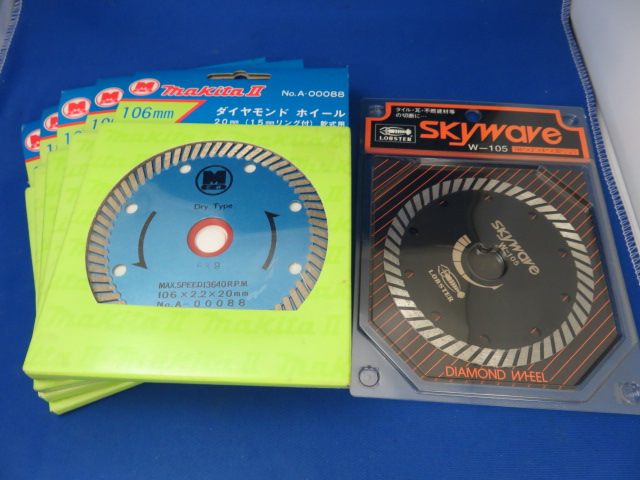 M makita II
No.A-00088
106mm
ダイヤモンド ホイール
20mm (15mmリング付) 乾式用
M
Dry Type
MAX.SPEED13640R.P.M
106×2.2×20mm
No.A-00088
タイル・瓦・不燃建材等
の切断に…
LOBSTER
SKYWAVE
W-105
SKYWAVE
W-105
LOBSTER
DIAMOND WHEEL